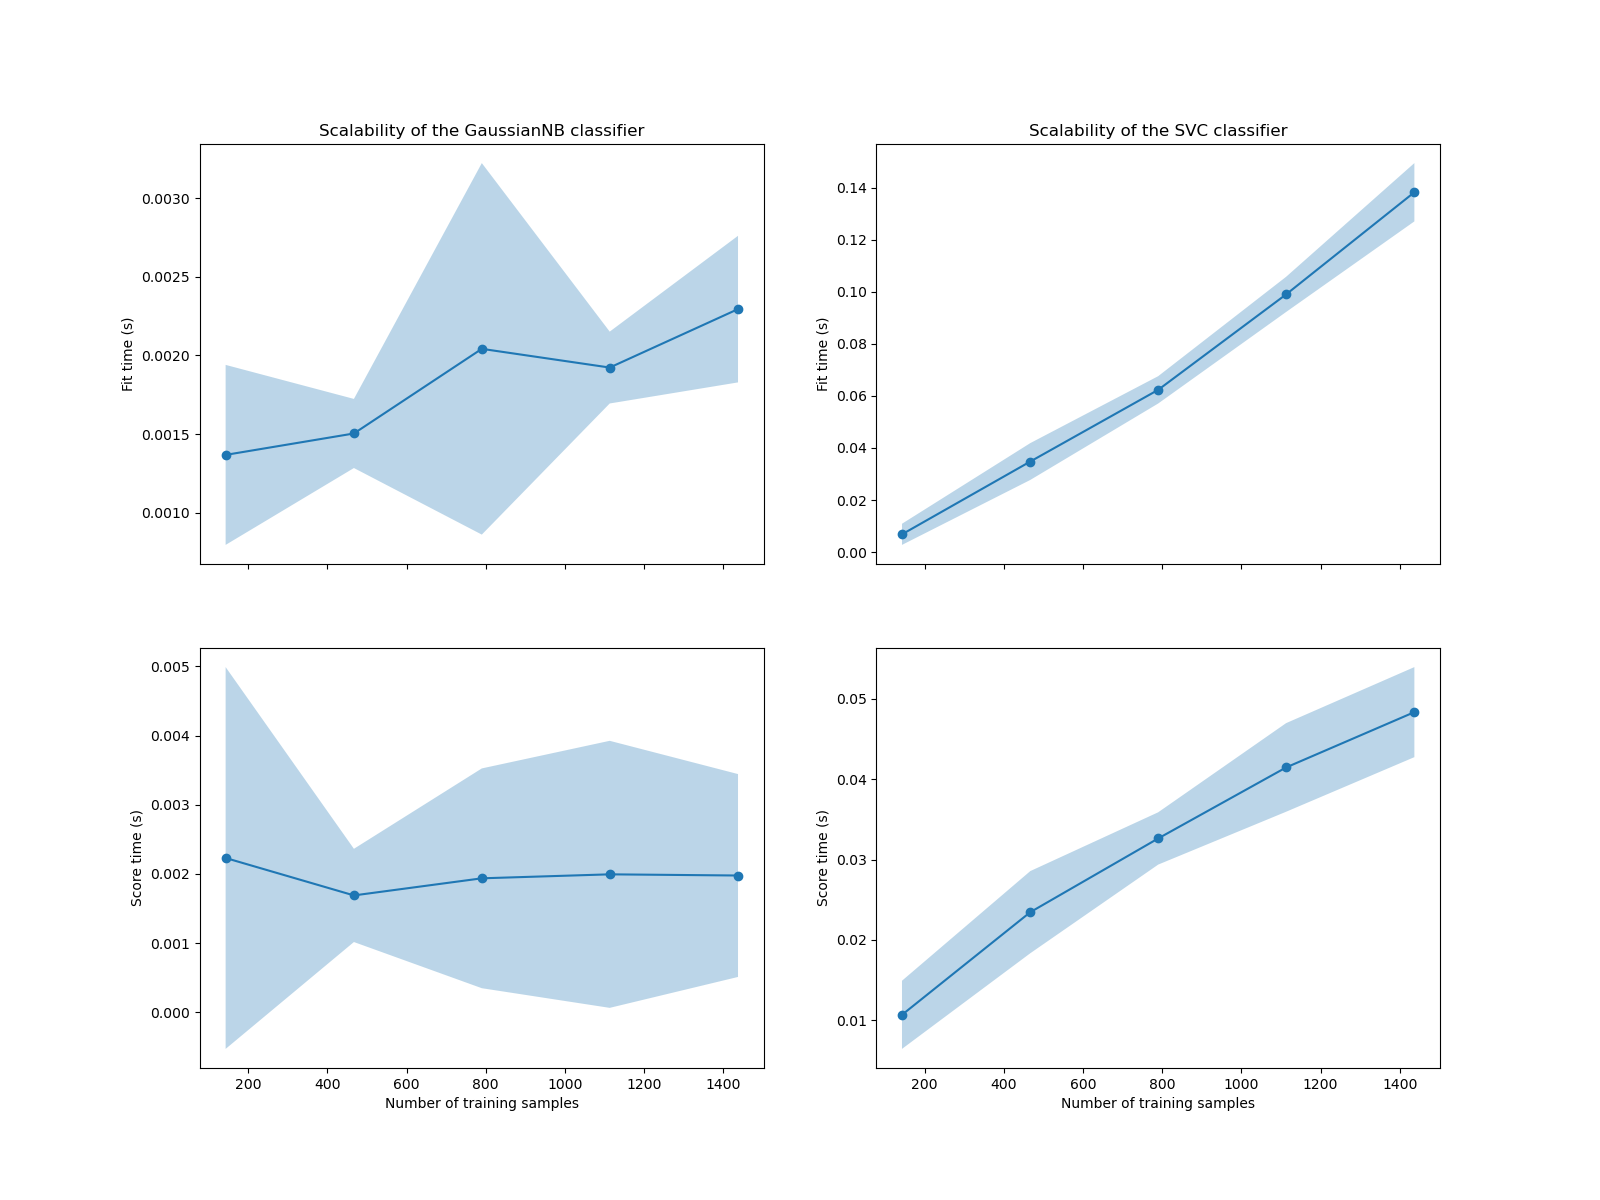 Scalability of the GaussianNB classifier
Fit time (s)
0.0030
0.0025
0.0020
0.0015
0.0010
Scalability of the SVC classifier
Fit time (s)
0.14
0.12
0.10
0.08
0.06
0.04
0.02
0.00
Score time (s)
0.005
0.004
0.003
0.002
0.001
0.000
200 400 600 800 1000 1200 1400
Number of training samples
Score time (s)
0.05
0.04
0.03
0.02
0.01
200 400 600 800 1000 1200 1400
Number of training samples